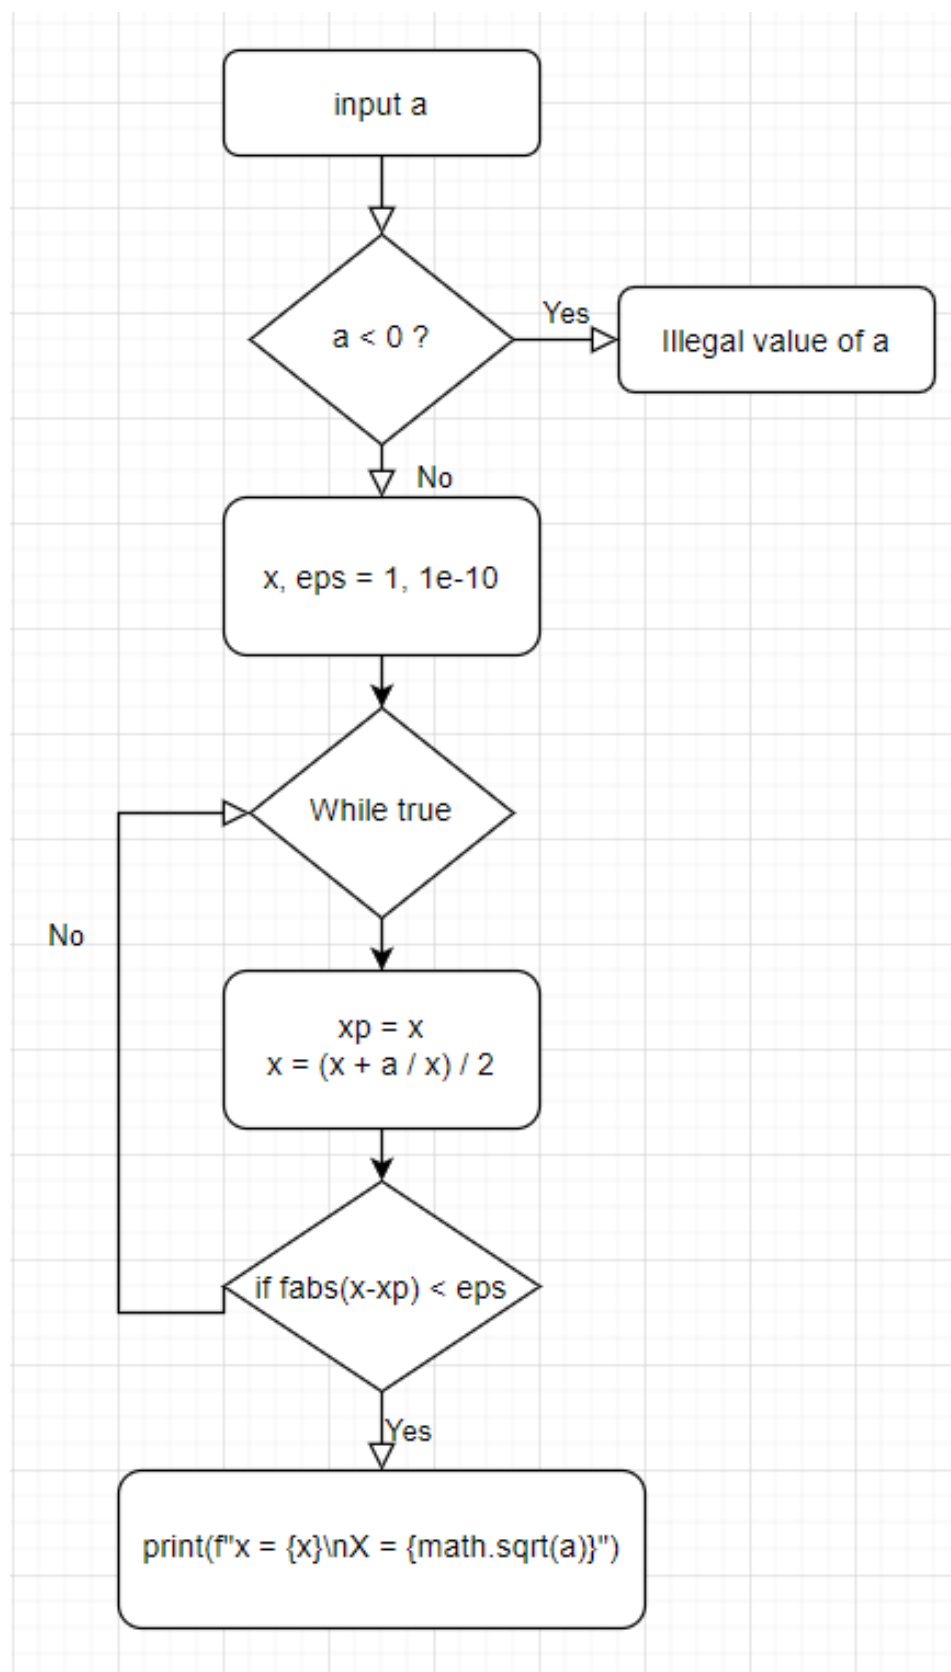 input a
a < 0 ?
Yes
Illegal value of a
No
x, eps = 1, 1e-10
While true
No
xp = x
x = (x + a / x) / 2
if fabs(x-xp) < eps
Yes
print(f"x = {x}\nX = {math.sqrt(a)}")